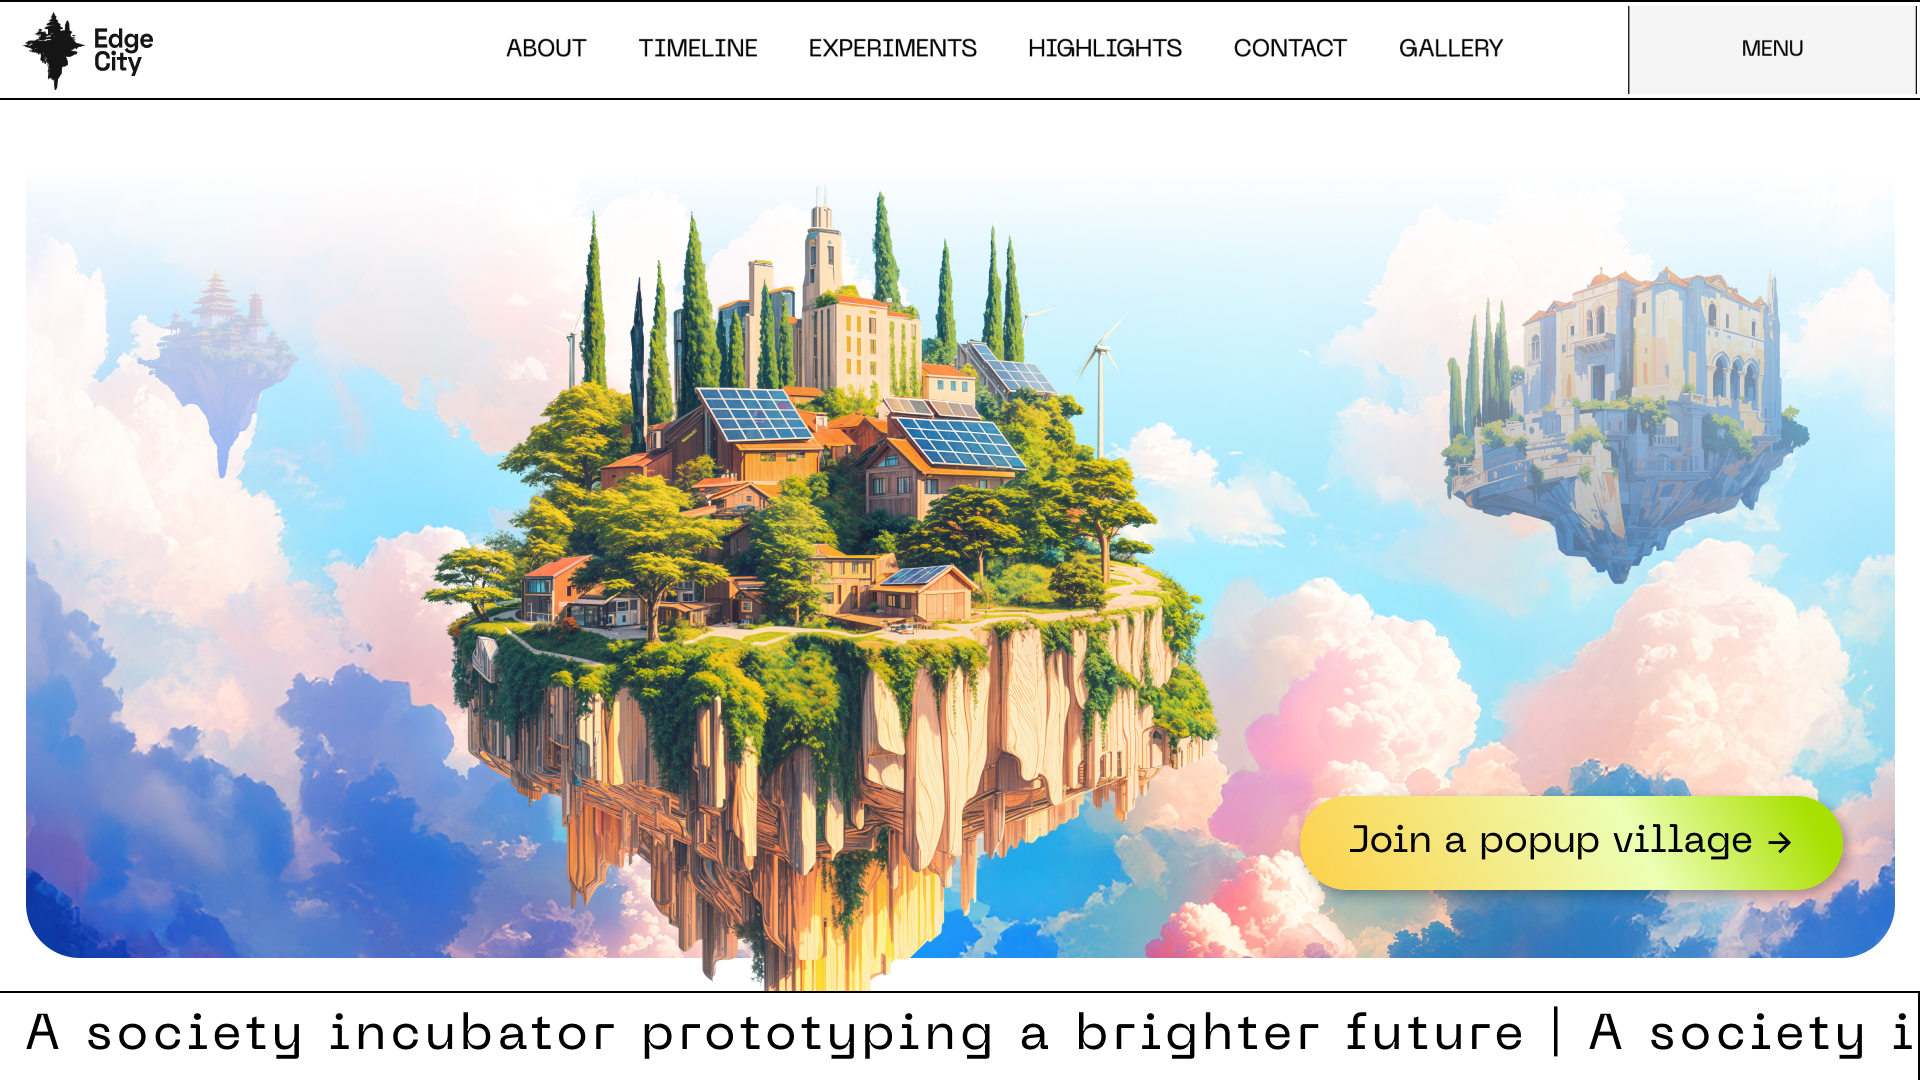 Edge
City
ABOUT TIMELINE EXPERIMENTS HIGHLIGHTS CONTACT GALLERY MENU
Join a popup village →
A society incubator prototyping a brighter future | A society i